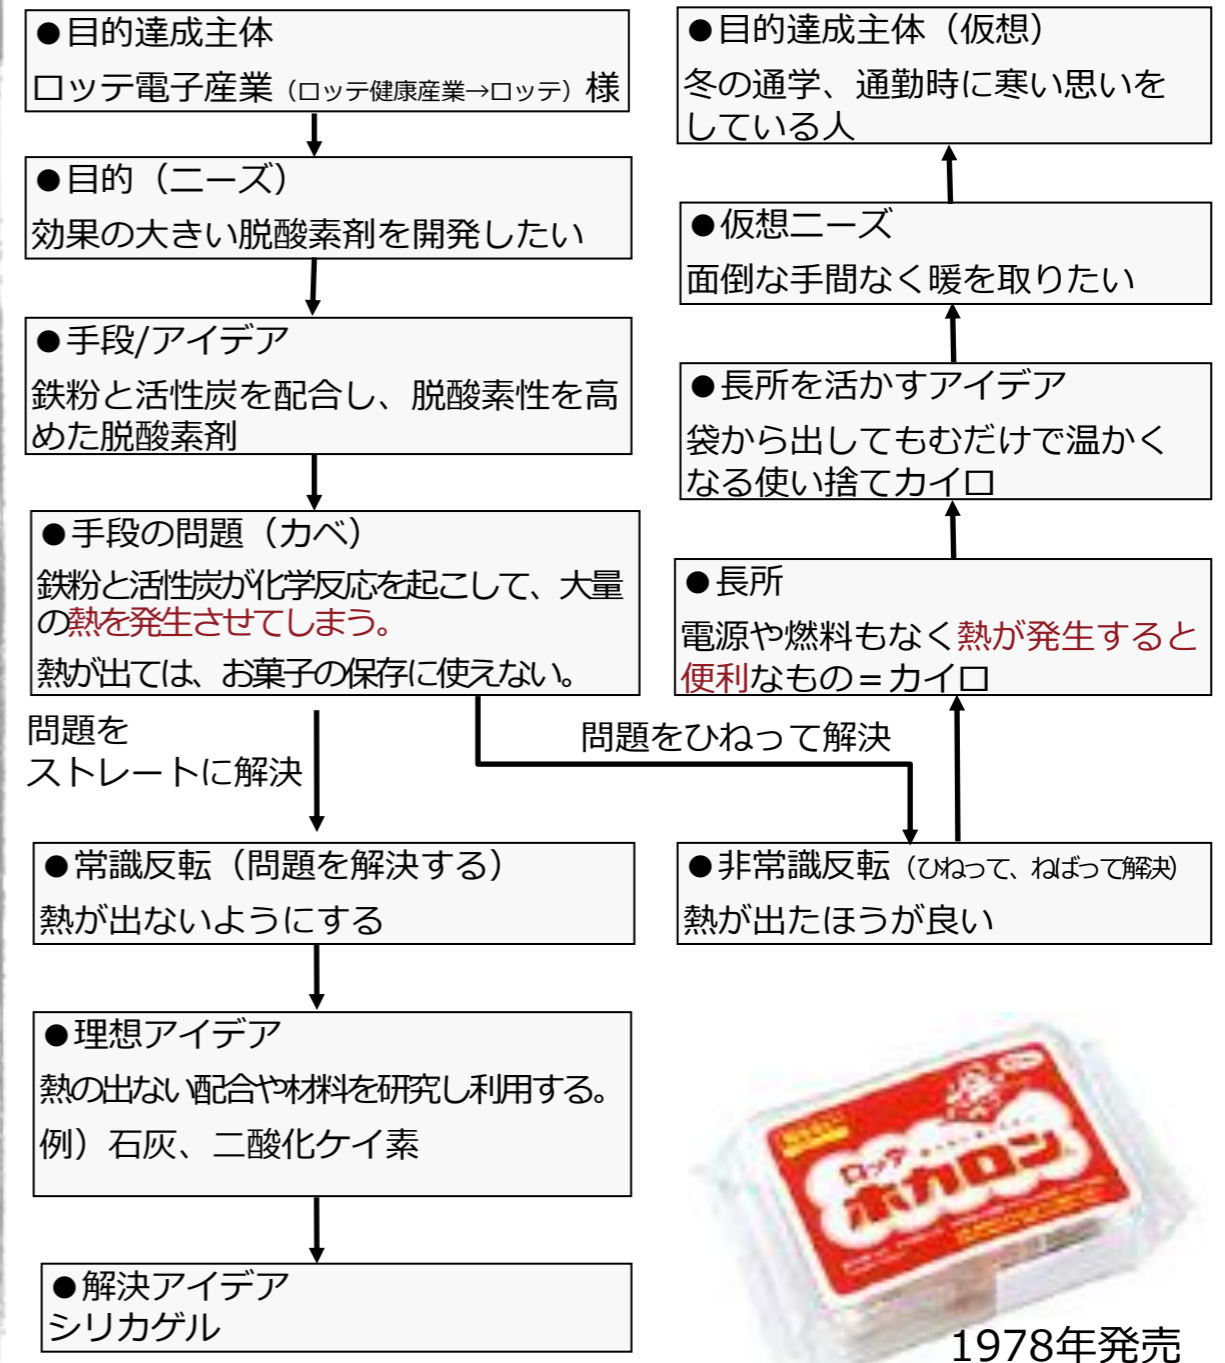 ●目的達成主体
ロッテ電子産業（ロッテ健康産業→ロッテ）様
●目的（ニーズ）
効果の大きい脱酸素剤を開発したい
●手段/アイデア
鉄粉と活性炭を配合し、脱酸素性を高
めた脱酸素剤
●手段の問題（カベ）
鉄粉と活性炭が化学反応を起こして、大量
の熱を発生させてしまう。
熱が出ては、お菓子の保存に使えない。
問題を
ストレートに解決
●常識反転（問題を解決する）
熱が出ないようにする
●理想アイデア
熱の出ない配合や材料を研究し利用する。
例）石灰、二酸化ケイ素
●解決アイデア
シリカゲル
問題をひねって解決
●非常識反転（ひねって、ねばって解決）
熱が出たほうが良い
●長所
電源や燃料もなく熱が発生すると
便利なもの＝カイロ
●長所を活かすアイデア
袋から出してもむだけで温かく
なる使い捨てカイロ
●仮想ニーズ
面倒な手間なく暖を取りたい
●目的達成主体（仮想）
冬の通学、通勤時に寒い思いを
している人
ロッテ
ホカロン
1978年発売